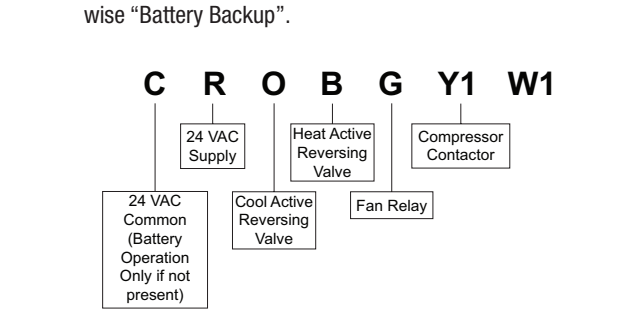 wise “Battery Backup”.
C R O B G Y1 W1
24 VAC
Supply
Heat Active
Reversing
Valve
Compressor
Contactor
24 VAC
Common
(Battery
Operation
Only if not
present)
Cool Active
Reversing
Valve
Fan Relay